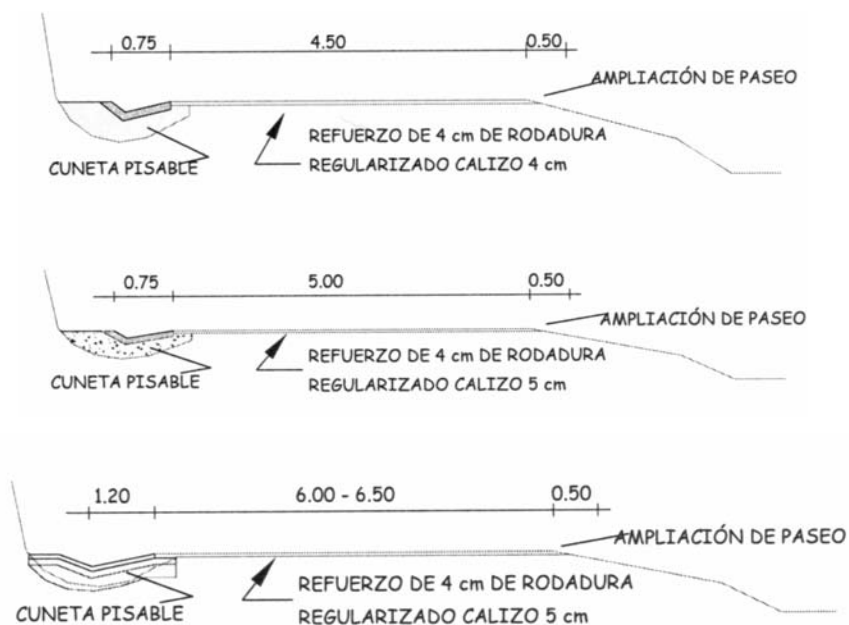 0.75 4.50 0.50
AMPLIACIÓN DE PASEO
REFUERZO DE 4 cm DE RODADURA
CUNETA PISABLE REGULARIZADO CALIZO 4 cm
0.75 5.00 0.50
AMPLIACIÓN DE PASEO
REFUERZO DE 4 cm DE RODADURA
CUNETA PISABLE REGULARIZADO CALIZO 5 cm
1.20 6.00 - 6.50 0.50
AMPLIACIÓN DE PASEO
REFUERZO DE 4 cm DE RODADURA
CUNETA PISABLE REGULARIZADO CALIZO 5 cm